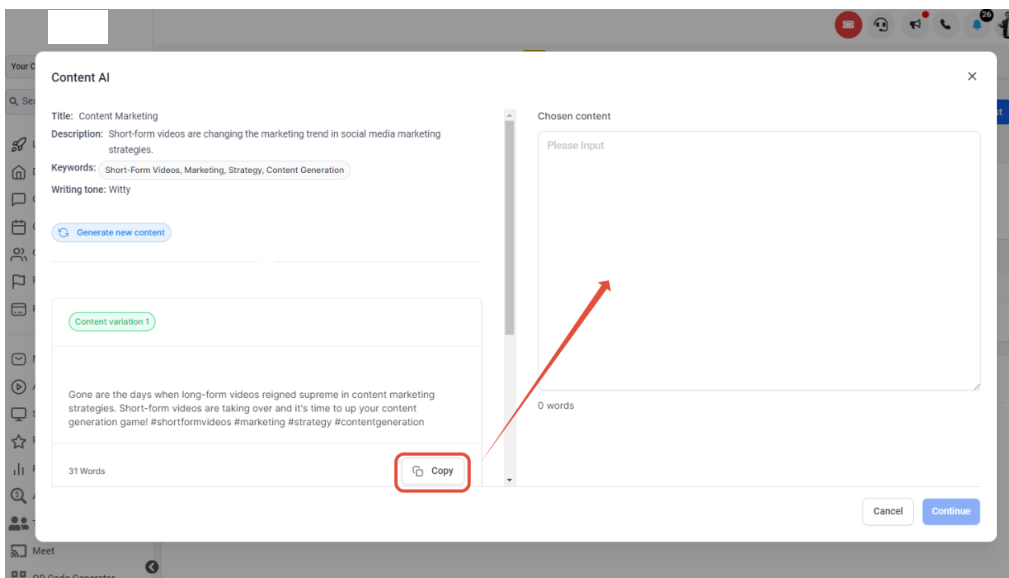 26
Your C
Content AI
Title: Content Marketing
Description: Short-form videos are changing the marketing trend in social media marketing
strategies.
Keywords: Short-Form Videos, Marketing, Strategy, Content Generation
Writing tone: Witty
Generate new content
Content variation 1
Gone are the days when long-form videos reigned supreme in content marketing
strategies. Short-form videos are taking over and it's time to up your content
generation game! #shortformvideos #marketing #strategy #contentgeneration
31 Words
Copy
Chosen content
Please Input
0 words
Cancel
Continue
Meet
QR Code Generator